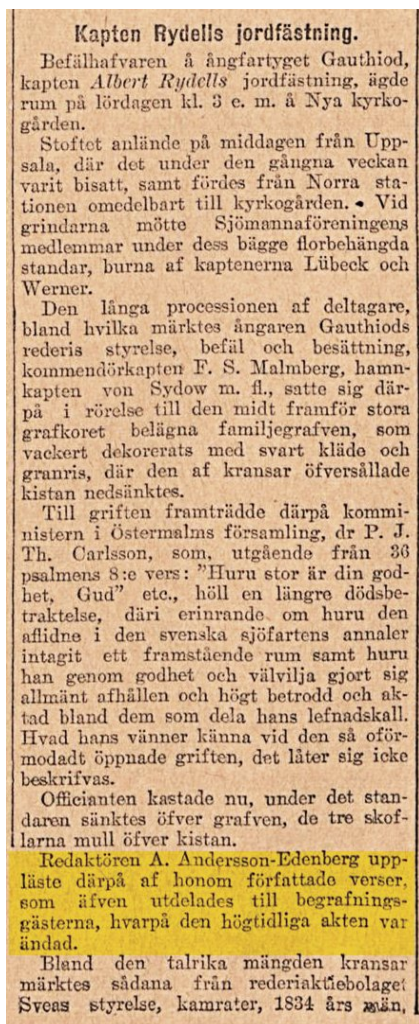 Kapten Rydells jordfästning.
Befälhafvaren å ångfartyget Gauthiod,
kapten Albert Rydells jordfästning, ägde
rum på lördagen kl. 3 e. m. å Nya kyrko-
gården.
Stoftet anlände på middagen från Upp-
sala, där det under den gångna veckan
varit bisatt, samt fördes från Norra sta-
tionen omedelbart till kyrkogården. Vid
grindarna mötte Sjömannaföreningens
medlemmar under dess bägge florbehängda
standar, burna af kaptenerna Lübeck och
Werner.
Den långa processionen af deltagare,
bland hvilka märktes ångaren Gauthiods
rederis styrelse, befäl och besättning,
kommendörkapten F. S. Malmberg, hamn-
kapten von Sydow m. fl., satte sig där-
på i rörelse till den midt framför stora
grafkoret belägna familjegrafven, som
vackert dekorerats med svart kläde och
granris, där den af kransar öfversållade
kistan nedsänktes.
Till griften framträdde därpå kommi-
nistern i Östermalms församling, dr P. J.
Th. Carlsson, som, utgående från 36
psalmens 8:e vers: ”Huru stor är din god-
het, Gud” etc., höll en längre dödsbe-
traktelse, däri erinrande om huru den
aflidne i den svenska sjöfartens annaler
intagit ett framstående rum samt huru
han genom godhet och välvilja gjort sig
allmänt afhållen och högt betrodd och ak-
tad bland dem som dela hans lefnadskall.
Hvad hans vänner känna vid den så oför-
modadt öppnade griften, det låter sig icke
beskrifvas.
Officianten kastade nu, under det stan-
daren sänktes öfver grafven, de tre skof-
larna mull öfver kistan.
Redaktören A. Andersson-Edenberg upp-
läste därpå af honom författade verser,
som äfven utdelades till begrafnings-
gästerna, hvarpå den högtidliga akten var
ändad.
Bland den talrika mängden kransar
märktes sådana från rederiaktiebolaget
Sveas styrelse, kamrater, 1834 års män,